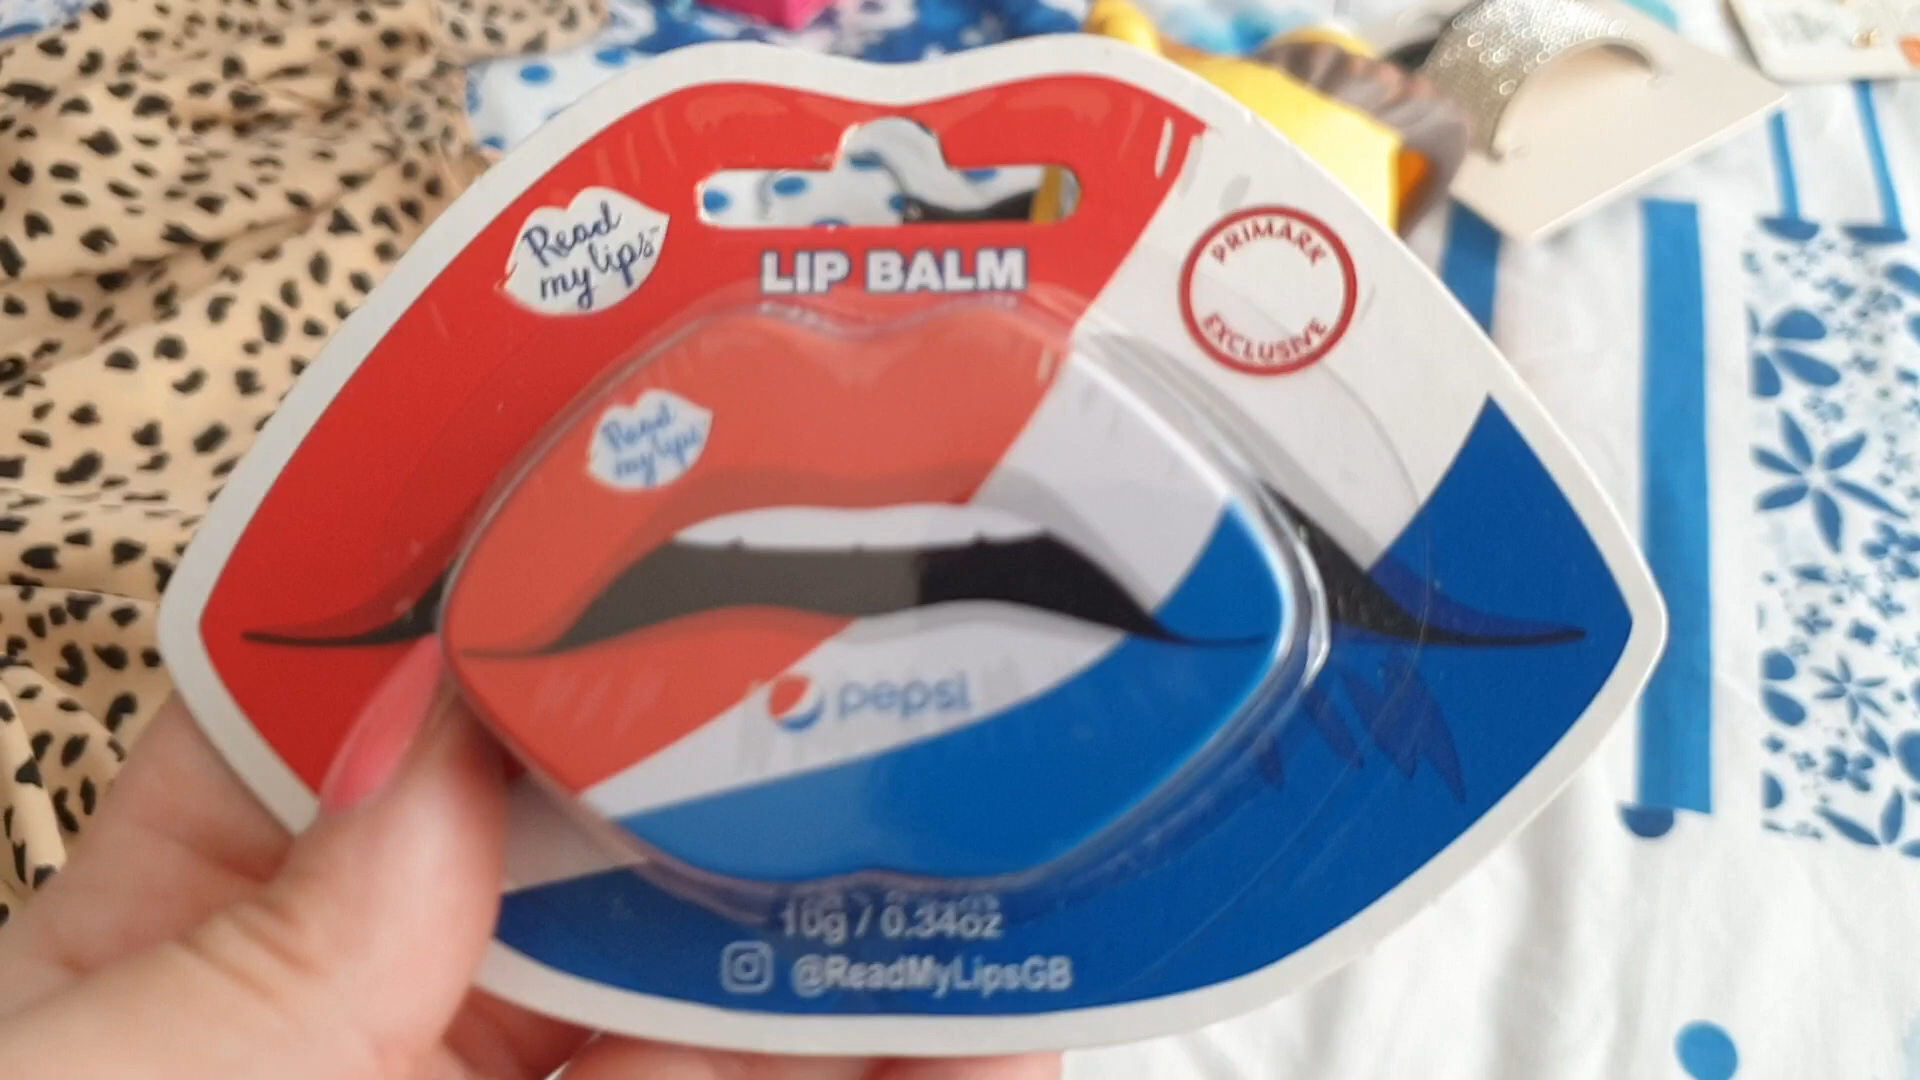 Read
my lips
LIP BALM
PRIMARK
EXCLUSIVE
Read
my lips
pepsi
10g / 0.34oz
@ReadMyLipsGB